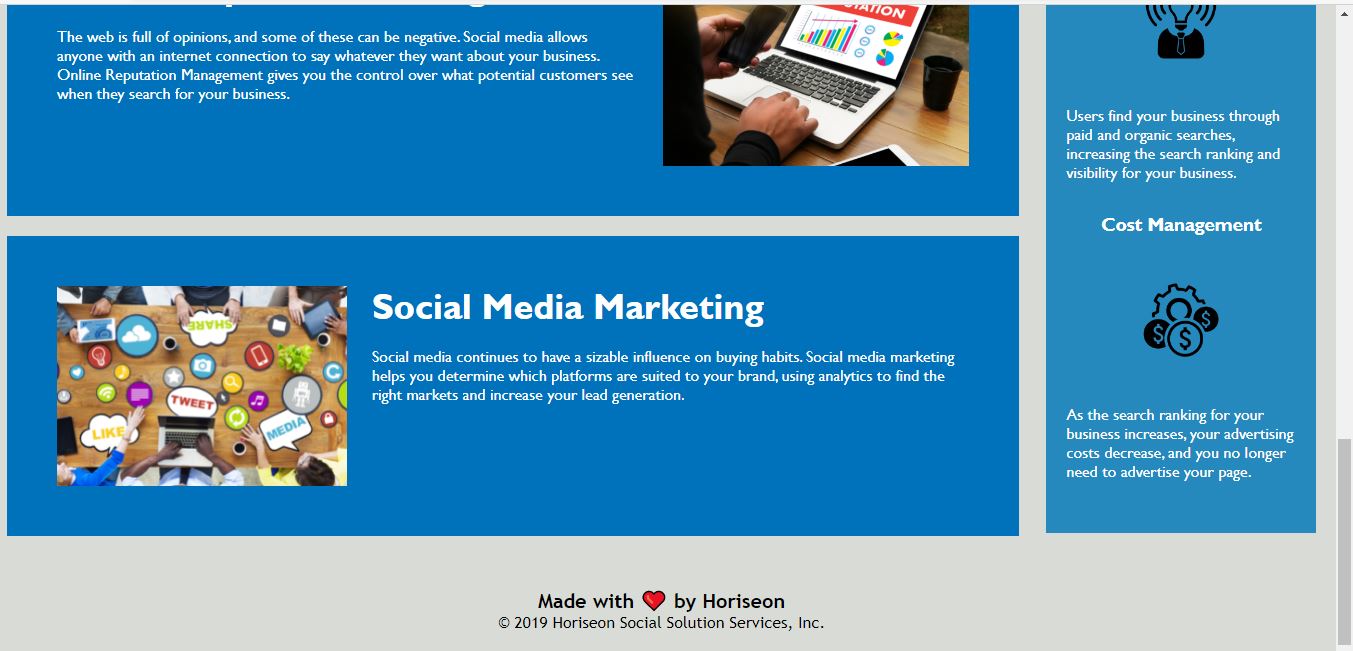 The web is full of opinions, and some of these can be negative. Social media allows
anyone with an internet connection to say whatever they want about your business.
Online Reputation Management gives you the control over what potential customers see
when they search for your business.
Social Media Marketing
Social media continues to have a sizable influence on buying habits. Social media marketing
helps you determine which platforms are suited to your brand, using analytics to find the
right markets and increase your lead generation.
SHARE
TWEET
LIKE
MEDIA
Users find your business through
paid and organic searches,
increasing the search ranking and
visibility for your business.
Cost Management
As the search ranking for your
business increases, your advertising
costs decrease, and you no longer
need to advertise your page.
Made with ❤ by Horiseon
© 2019 Horiseon Social Solution Services, Inc.